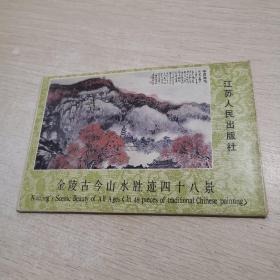 江苏人民出版社
金陵古今山水胜迹四十八景
Nanjing's Scenic Beauty of All Ages (In 48 pieces of traditional Chinese painting)